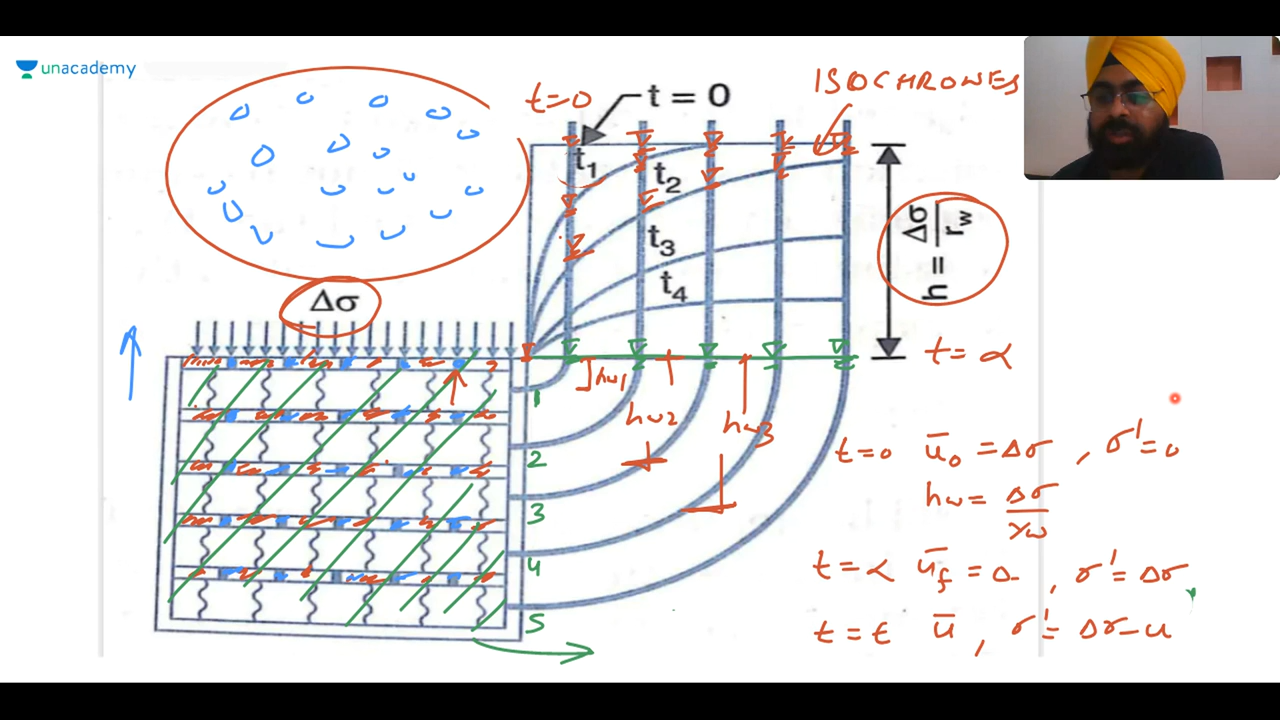 unacademy
ISOCHRONES
t=0
t = 0
t1
t2
t3
t4
h = Δσ/rw
Δσ
t=α
1
hw1
2
hw2
hw3
3
4
5
t=0 ū0 = Δσ , σ'=0
hw = Δσ/γw
t=α ūf = 0 , σ'= Δσ
t=t ū , σ'= Δσ-u